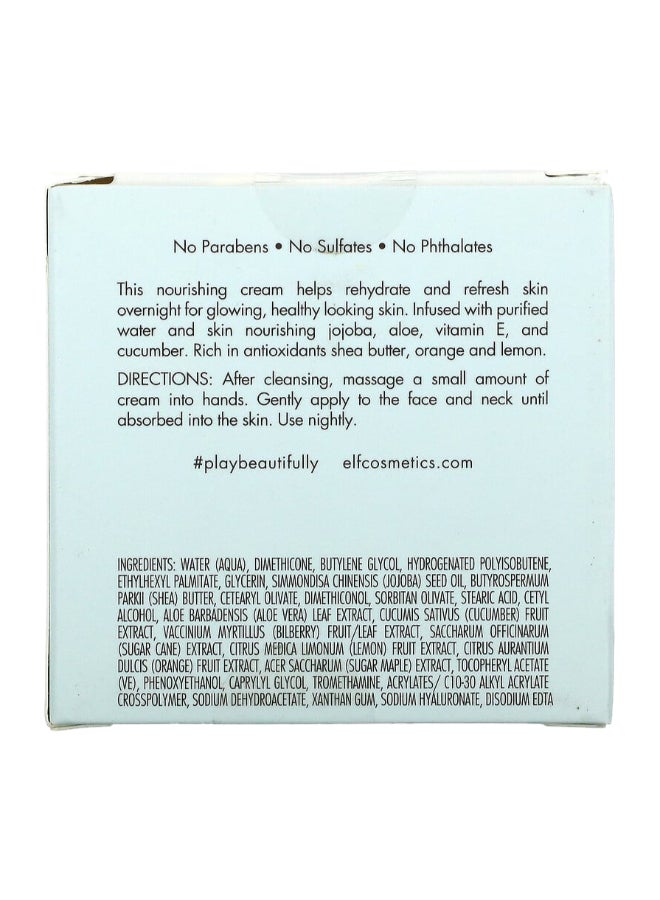 No Parabens • No Sulfates • No Phthalates
This nourishing cream helps rehydrate and refresh skin
overnight for glowing, healthy looking skin. Infused with purified
water and skin nourishing jojoba, aloe, vitamin E, and
cucumber. Rich in antioxidants shea butter, orange and lemon.
DIRECTIONS: After cleansing, massage a small amount of
cream into hands. Gently apply to the face and neck until
absorbed into the skin. Use nightly.
#playbeautifully elfcosmetics.com
INGREDIENTS: WATER (AQUA), DIMETHICONE, BUTYLENE GLYCOL, HYDROGENATED POLYISOBUTENE,
ETHYLHEXYL PALMITATE, GLYCERIN, SIMMONDISA CHINENSIS (JOJOBA) SEED OIL, BUTYROSPERMUM
PARKII (SHEA) BUTTER, CETEARYL OLIVATE, DIMETHICONOL, SORBITAN OLIVATE, STEARIC ACID, CETYL
ALCOHOL, ALOE BARBADENSIS (ALOE VERA) LEAF EXTRACT, CUCUMIS SATIVUS (CUCUMBER) FRUIT
EXTRACT, VACCINIUM MYRTILLUS (BILBERRY) FRUIT/LEAF EXTRACT, SACCHARUM OFFICINARUM
(SUGAR CANE) EXTRACT, CITRUS MEDICA LIMONUM (LEMON) FRUIT EXTRACT, CITRUS AURANTIUM
DULCIS (ORANGE) FRUIT EXTRACT, ACER SACCHARUM (SUGAR MAPLE) EXTRACT, TOCOPHERYL ACETATE
(VE), PHENOXYETHANOL, CAPRYLYL GLYCOL, TROMETHAMINE, ACRYLATES/ C10-30 ALKYL ACRYLATE
CROSSPOLYMER, SODIUM DEHYDROACETATE, XANTHAN GUM, SODIUM HYALURONATE, DISODIUM EDTA